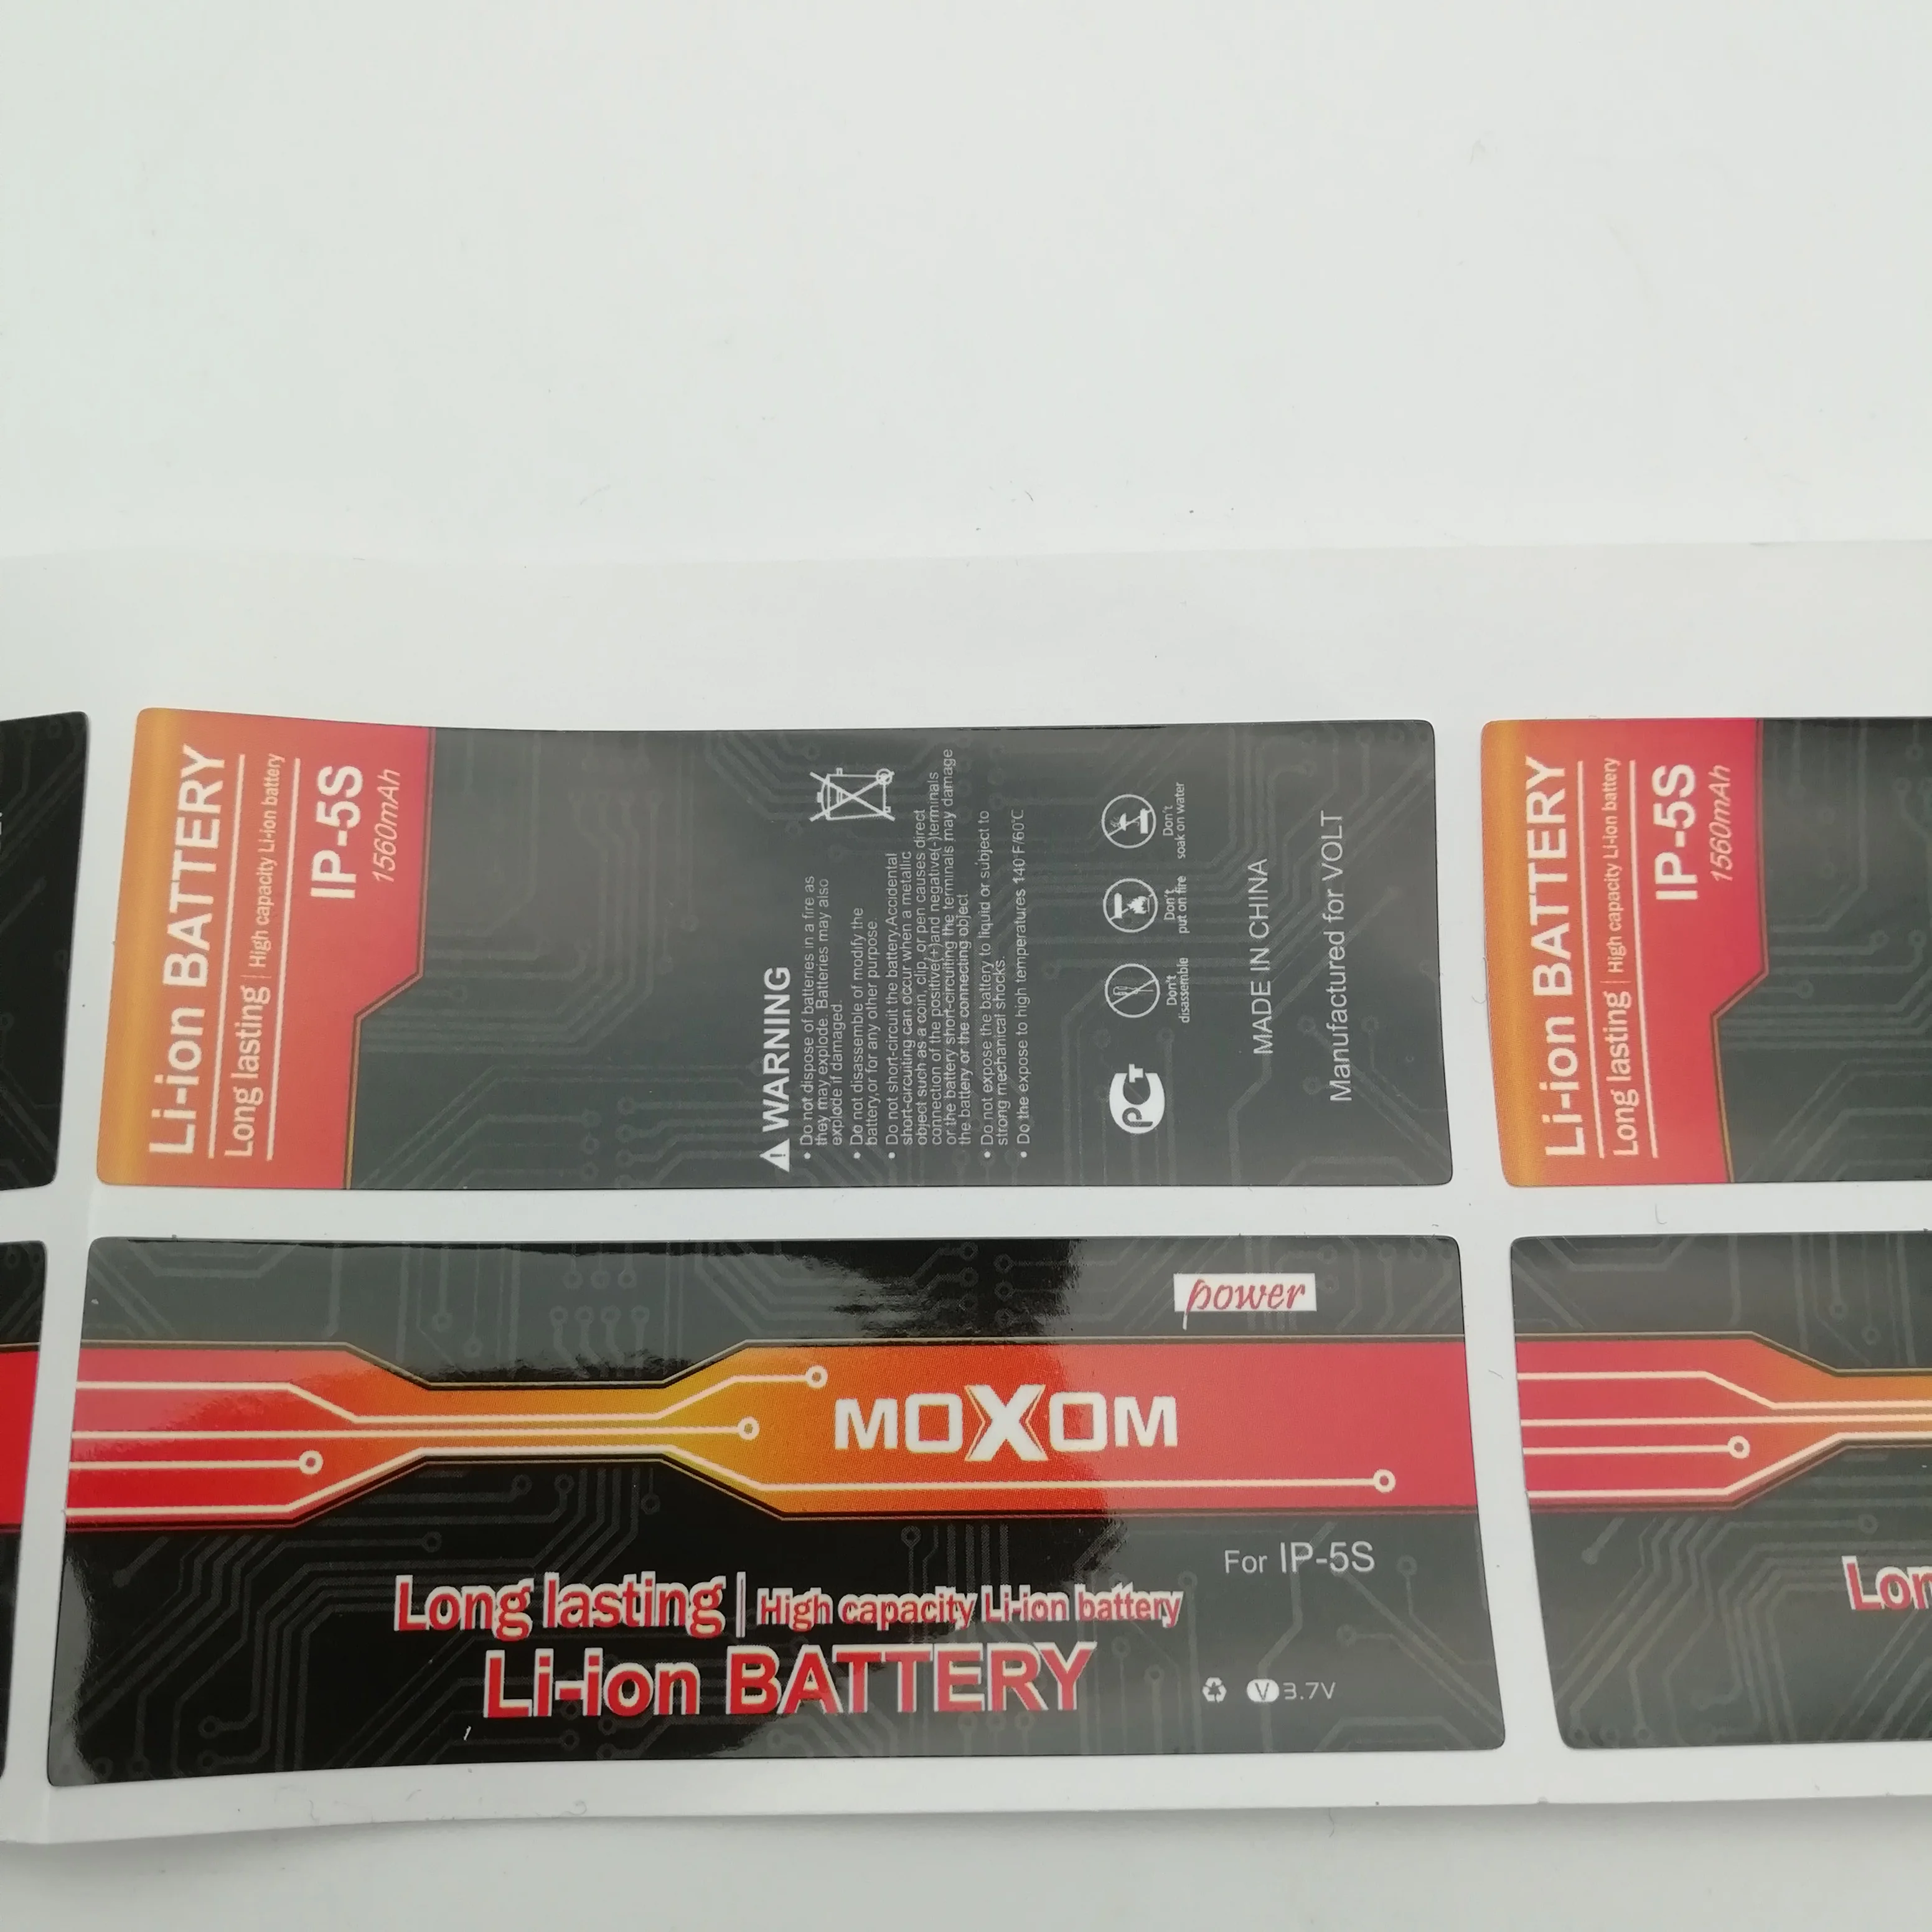 Li-ion BATTERY
Long lasting | High capacity Li-ion battery
IP-5S
1560mAh
WARNING
• Do not dispose of batteries in a fire as
they may explode. Batteries may also
explode if damaged.
• Do not disassemble of modify the
battery,or for any other purpose.
• Do not short-circuit the battery.Accidental
short-circuiting can occur when a metallic
object such as a coin, clip, or pen causes direct
connection of the positive(+)and negative(-)terminals
or the battery short-circuiting the terminals may damage
the battery or the connecting object
• Do not expose the battery to liquid or subject to
strong mechanical shocks.
• Do the expose to high temperatures 140°F/60°C
Don't
disassemble
Don't
put on fire
Don't
soak on water
MADE IN CHINA
Manufactured for VOLT
Li-ion BATTERY
Long lasting | High capacity Li-ion battery
IP-5S
1560mAh
power
MOXOM
For IP-5S
Long lasting | High capacity Li-ion battery
Li-ion BATTERY
V 3.7V
Lon